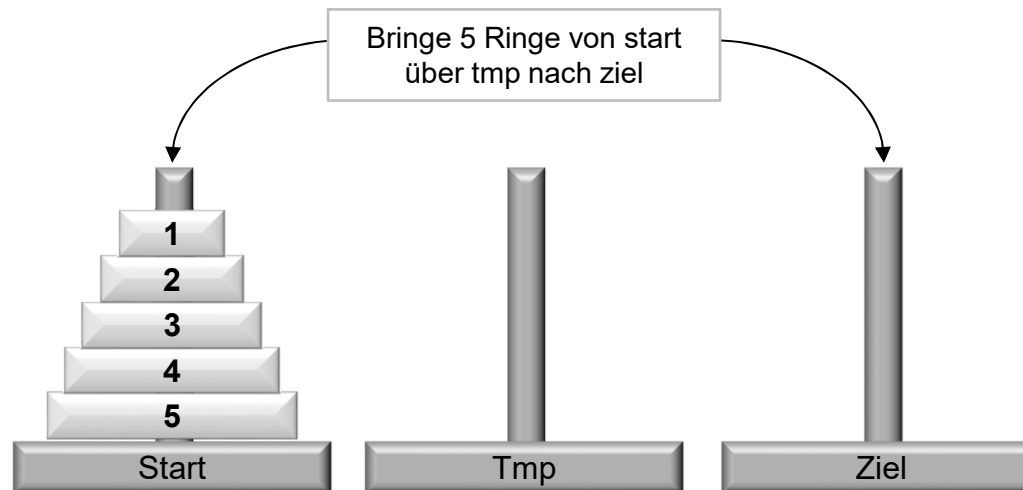 Bringe 5 Ringe von start
über tmp nach ziel
1
2
3
4
5
Start
Tmp
Ziel